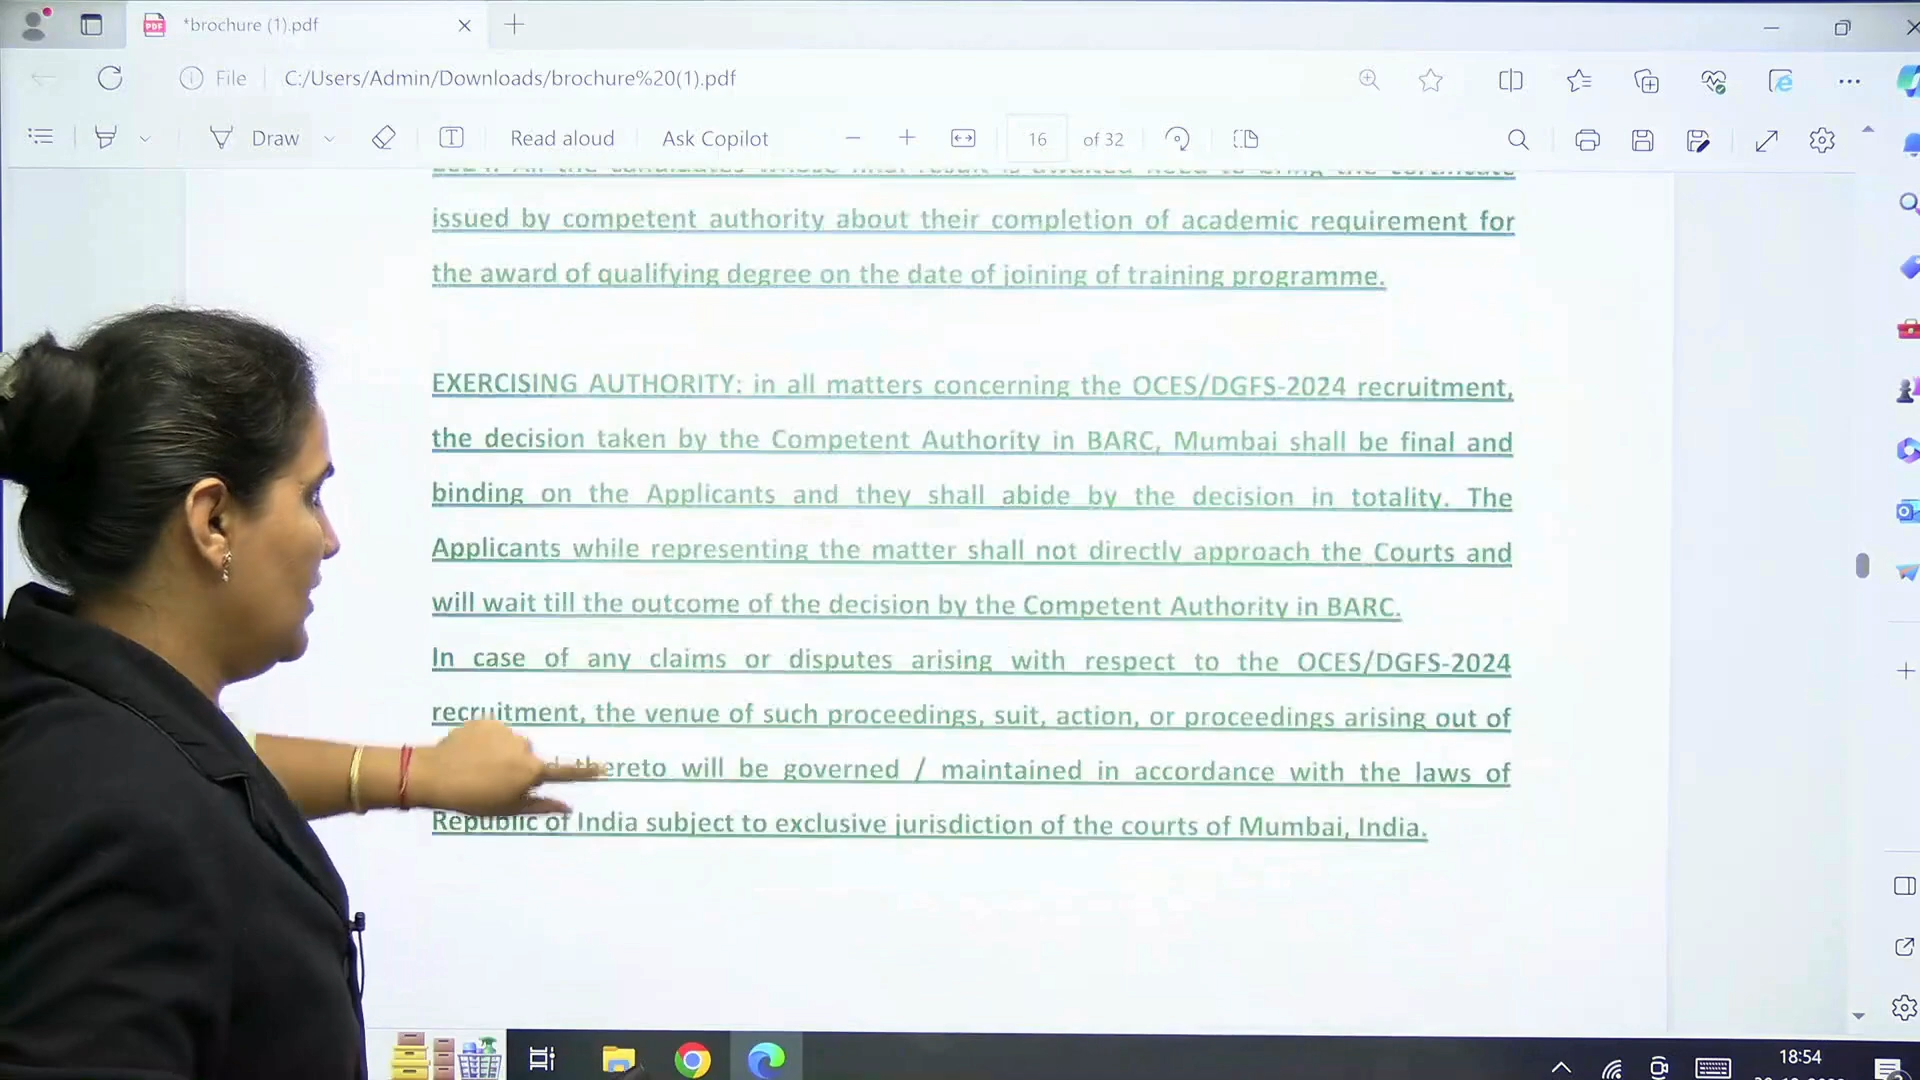 *brochure (1).pdf
File
C:/Users/Admin/Downloads/brochure%20(1).pdf
Draw
Read aloud
Ask Copilot
16
of 32
issued by competent authority about their completion of academic requirement for
the award of qualifying degree on the date of joining of training programme.
EXERCISING AUTHORITY: in all matters concerning the OCES/DGFS-2024 recruitment,
the decision taken by the Competent Authority in BARC, Mumbai shall be final and
binding on the Applicants and they shall abide by the decision in totality. The
Applicants while representing the matter shall not directly approach the Courts and
will wait till the outcome of the decision by the Competent Authority in BARC.
In case of any claims or disputes arising with respect to the OCES/DGFS-2024
recruitment, the venue of such proceedings, suit, action, or proceedings arising out of
thereto will be governed / maintained in accordance with the laws of
Republic of India subject to exclusive jurisdiction of the courts of Mumbai, India.
18:54